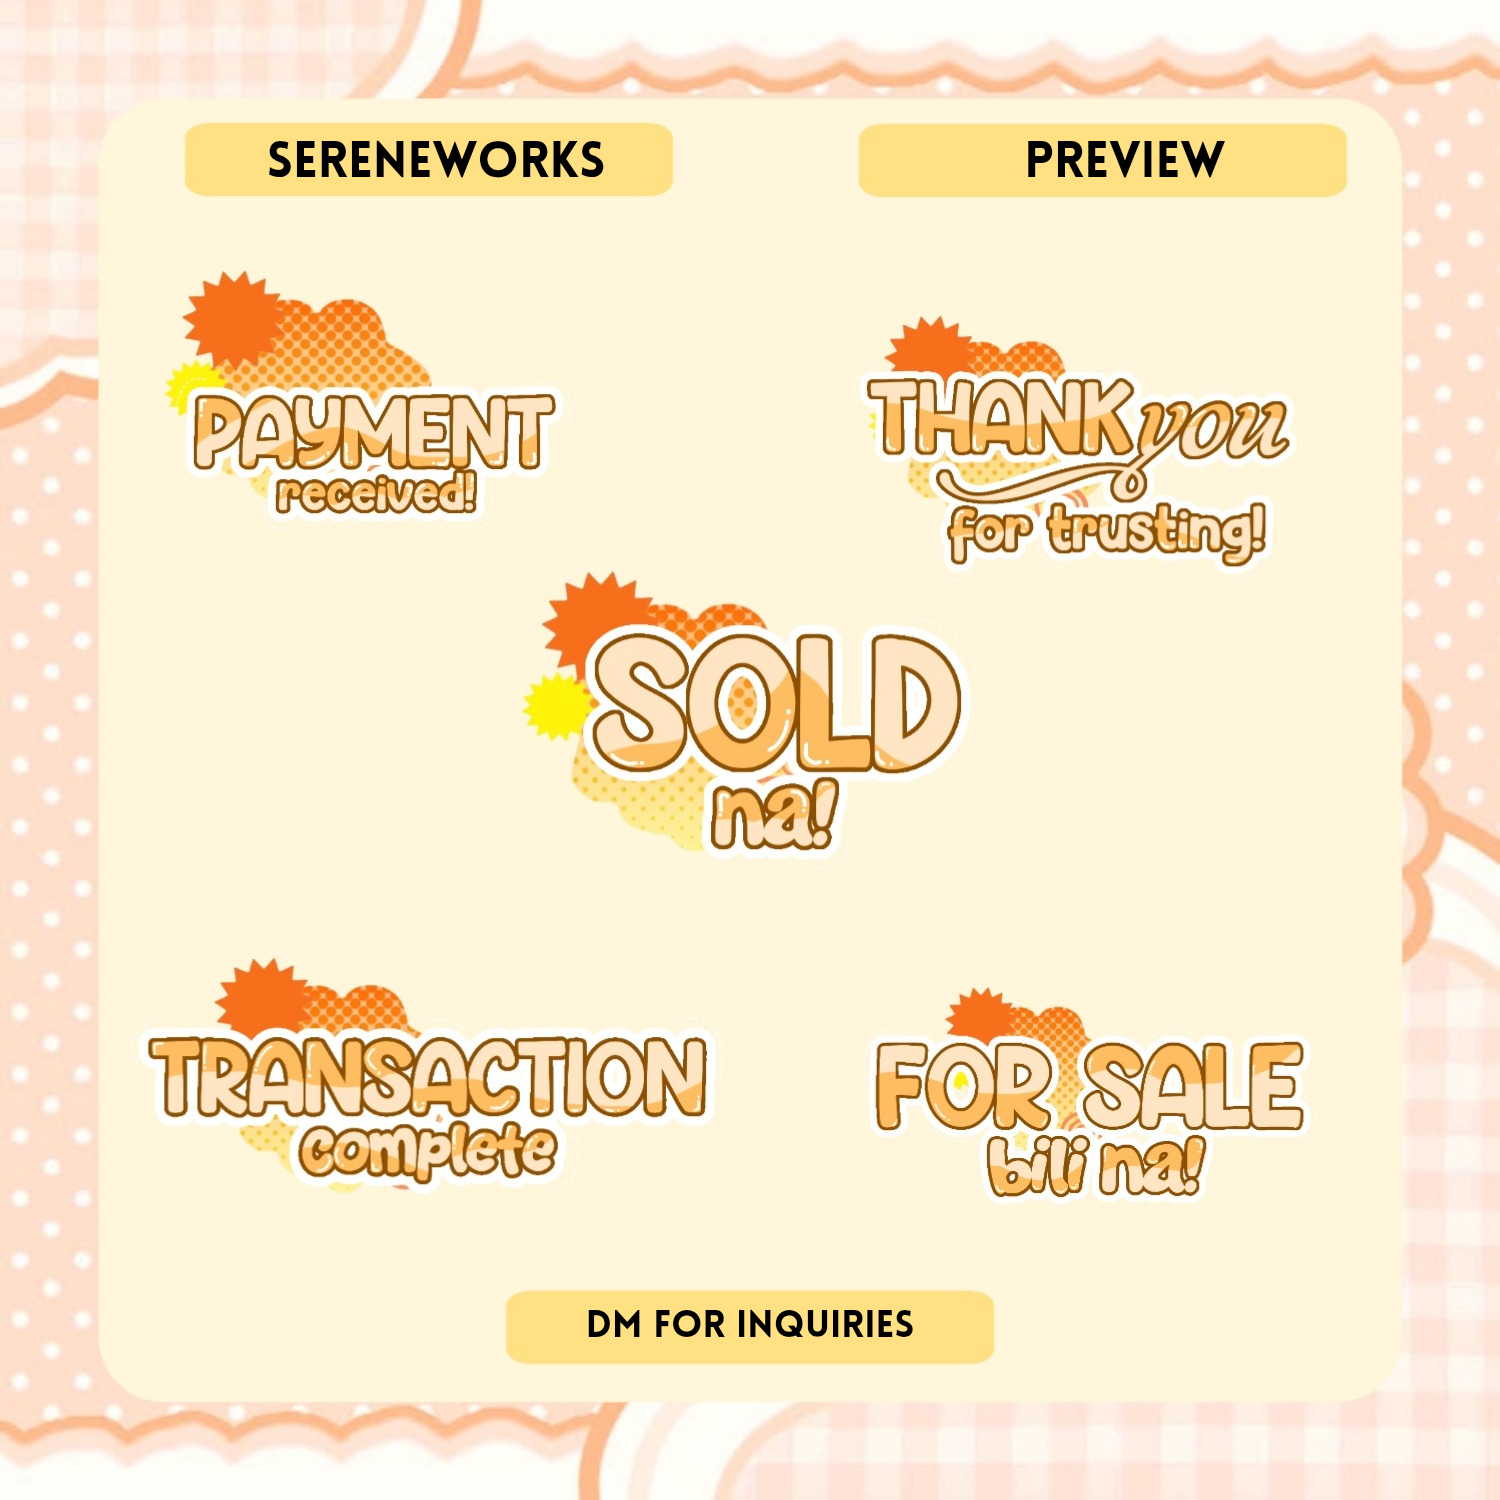 SERENEWORKS
PREVIEW
PAYMENT
received!
THANK you
for trusting!
SOLD
na!
TRANSACTION
complete
FOR SALE
bili na!
DM FOR INQUIRIES